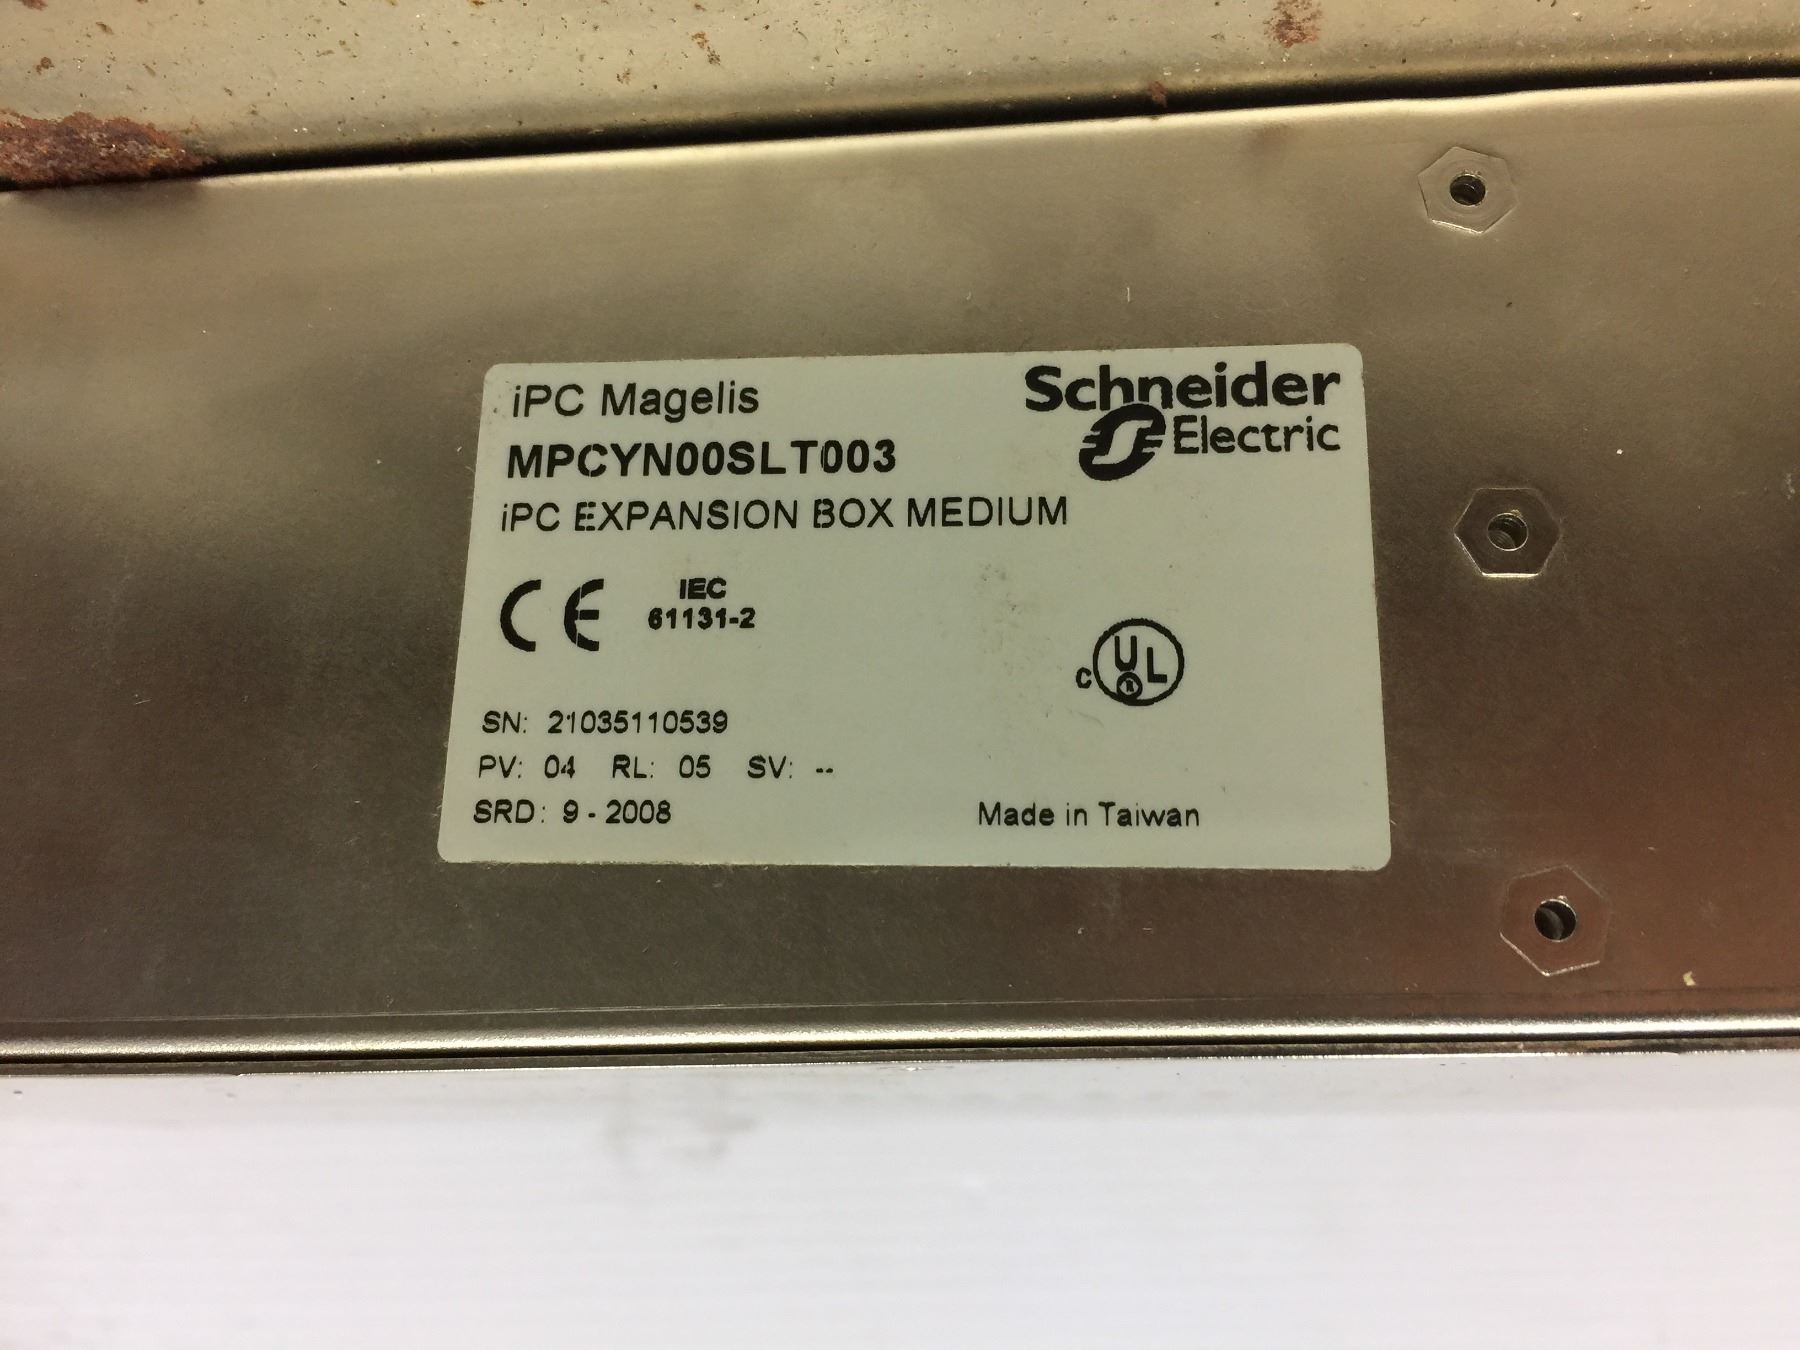 iPC Magelis
Schneider
Electric
MPCYN00SLT003
iPC EXPANSION BOX MEDIUM
CE
IEC
61131-2
C UL R
SN: 21035110539
PV: 04 RL: 05 SV: --
SRD: 9 - 2008
Made in Taiwan